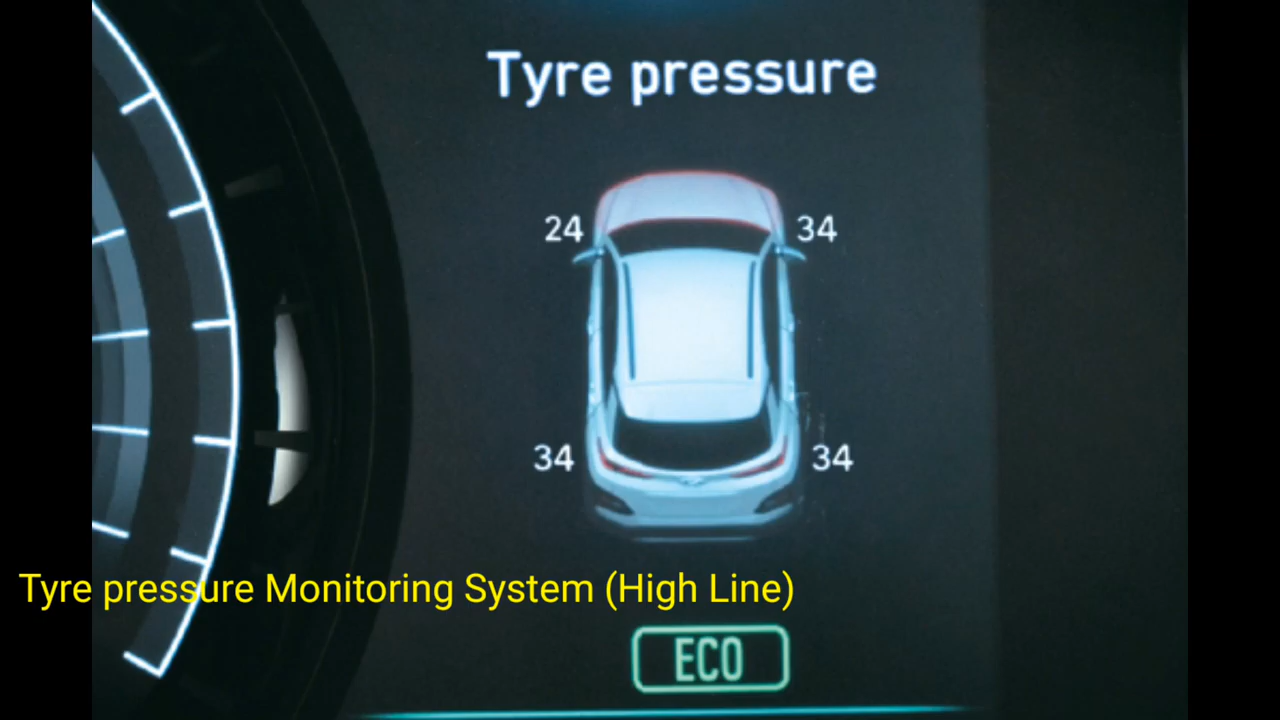 Tyre pressure
24 34
34 34
Tyre pressure Monitoring System (High Line)
ECO